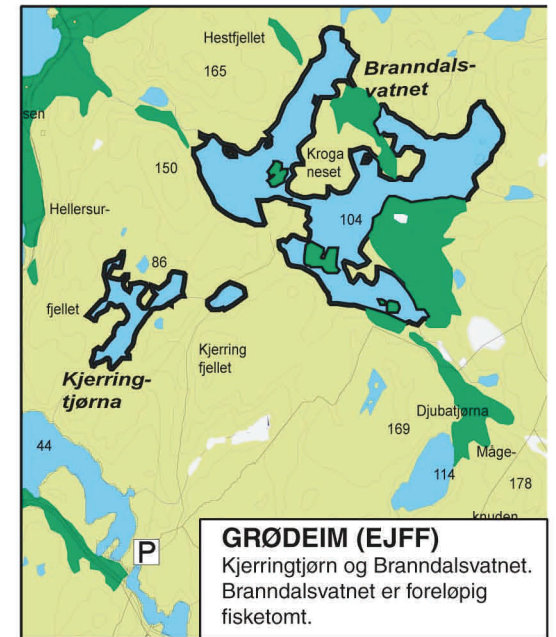 Hestfjellet
165
Branndals-
vatnet
sen
150
Kroga
neset
Hellersur-
104
86
fjellet
Kjerring
fjellet
Kjerring-
tjørna
Djubatjørna
169
44
Måge-
114
178
knuden
P
GRØDEIM (EJFF)
Kjerringtjørn og Branndalsvatnet.
Branndalsvatnet er foreløpig
fisketomt.